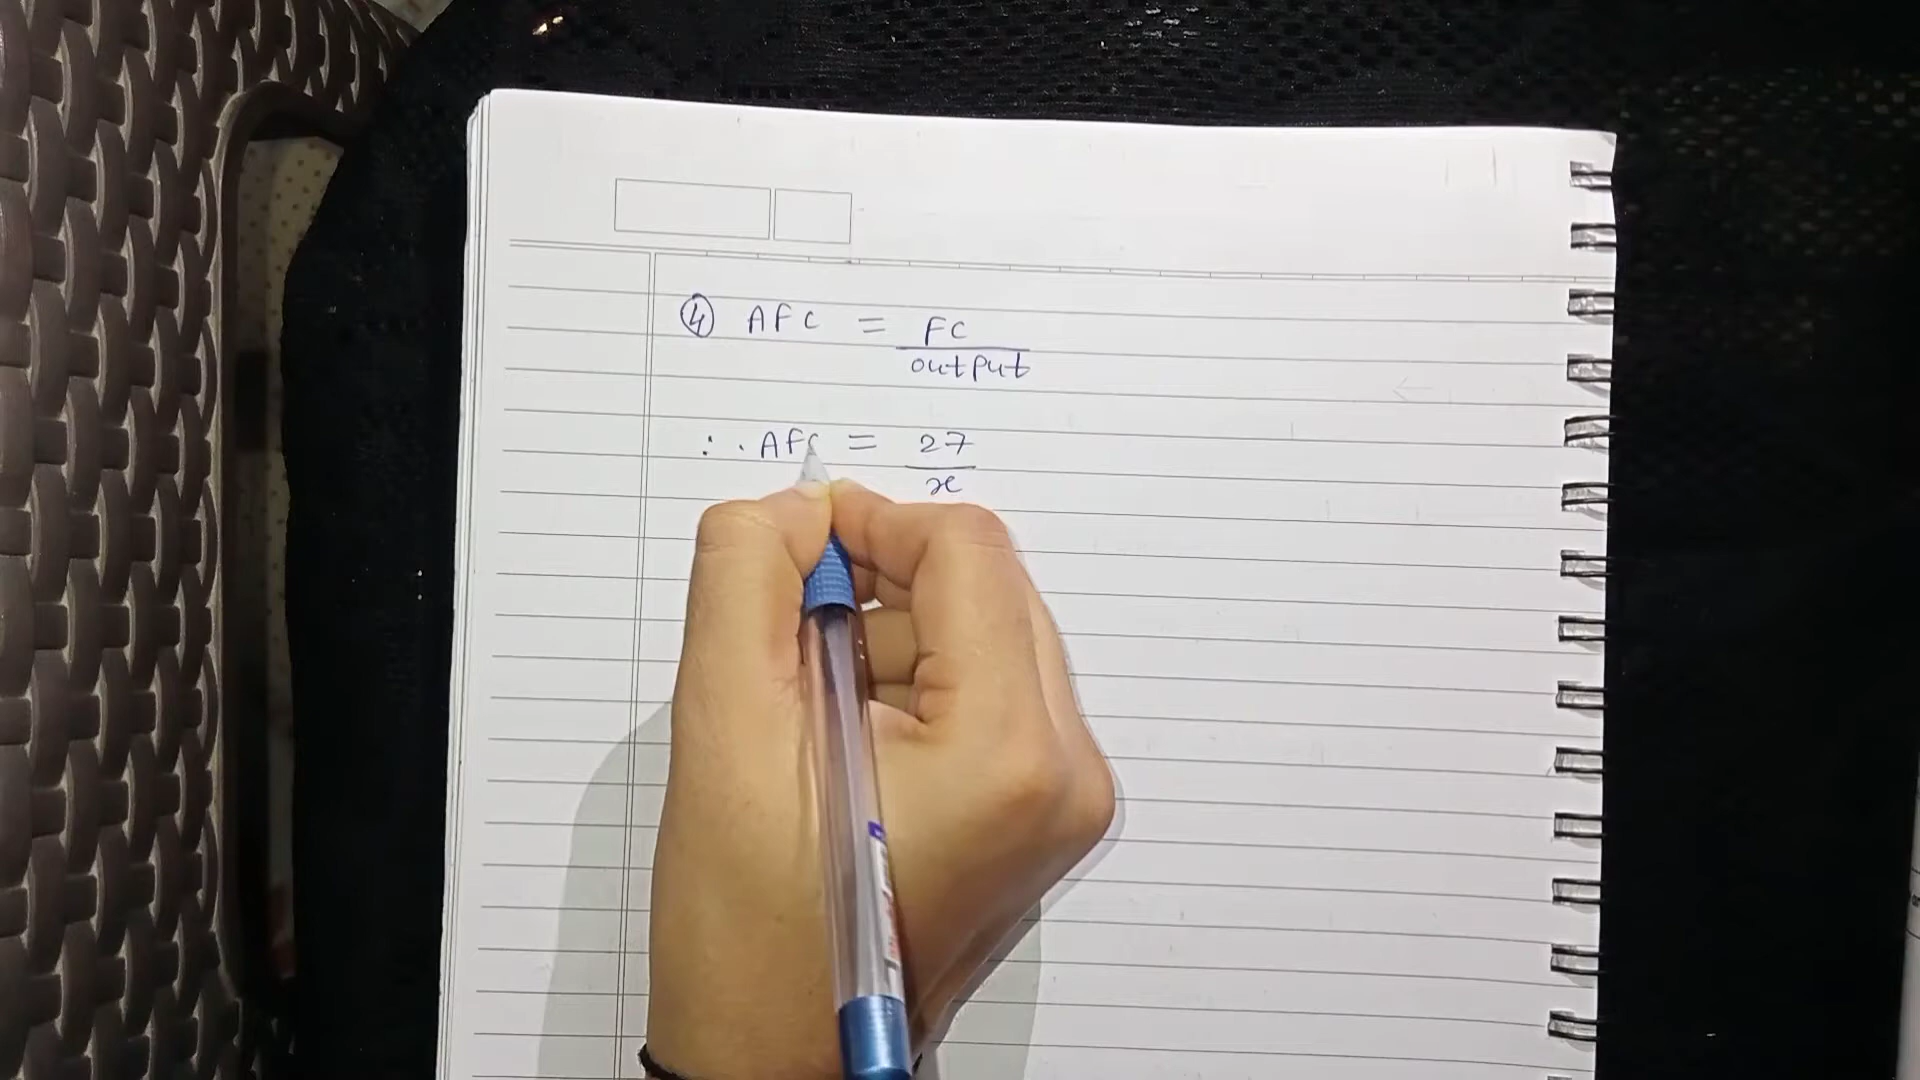 ④ AFC = FC / output
∴ AFC = 27 / x